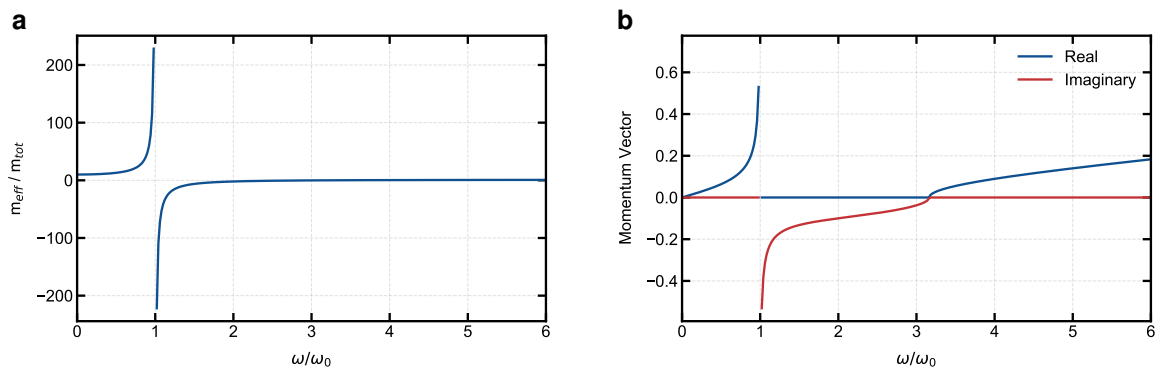 a
200
100
0
−100
−200
m_eff / m_tot
0 1 2 3 4 5 6
ω/ω₀
b
Real
Imaginary
0.6
0.4
0.2
0.0
−0.2
−0.4
Momentum Vector
0 1 2 3 4 5 6
ω/ω₀